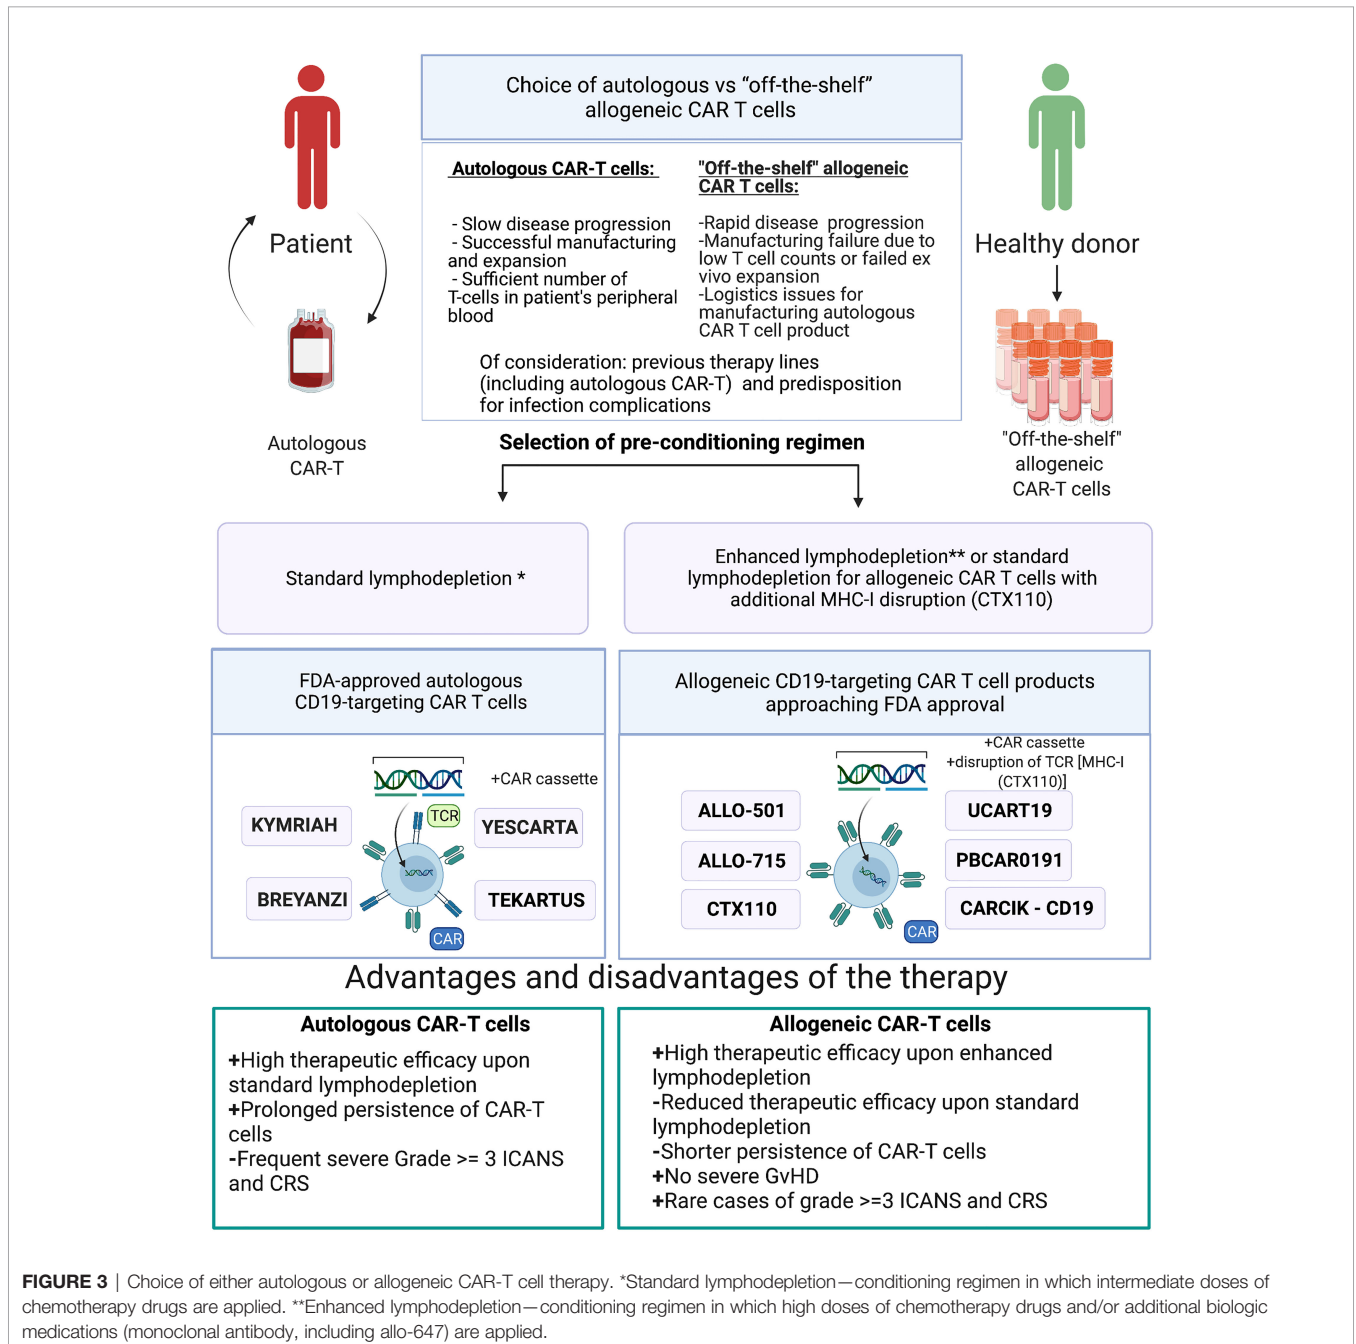 Choice of autologous vs “off-the-shelf”
allogeneic CAR T cells
Patient
Autologous
CAR-T
Autologous CAR-T cells:
- Slow disease progression
- Successful manufacturing
and expansion
- Sufficient number of
T-cells in patient's peripheral
blood
"Off-the-shelf" allogeneic
CAR T cells:
-Rapid disease progression
-Manufacturing failure due to
low T cell counts or failed ex
vivo expansion
-Logistics issues for
manufacturing autologous
CAR T cell product
Of consideration: previous therapy lines
(including autologous CAR-T) and predisposition
for infection complications
Healthy donor
"Off-the-shelf"
allogeneic
CAR-T cells
Selection of pre-conditioning regimen
Standard lymphodepletion *
Enhanced lymphodepletion** or standard
lymphodepletion for allogeneic CAR T cells with
additional MHC-I disruption (CTX110)
FDA-approved autologous
CD19-targeting CAR T cells
+CAR cassette
TCR
KYMRIAH
YESCARTA
BREYANZI
TEKARTUS
CAR
Allogeneic CD19-targeting CAR T cell products
approaching FDA approval
+CAR cassette
+disruption of TCR [MHC-I
(CTX110)]
ALLO-501
UCART19
ALLO-715
PBCAR0191
CTX110
CARCIK - CD19
CAR
Advantages and disadvantages of the therapy
Autologous CAR-T cells
+High therapeutic efficacy upon
standard lymphodepletion
+Prolonged persistence of CAR-T
cells
-Frequent severe Grade >= 3 ICANS
and CRS
Allogeneic CAR-T cells
+High therapeutic efficacy upon enhanced
lymphodepletion
-Reduced therapeutic efficacy upon standard
lymphodepletion
-Shorter persistence of CAR-T cells
+No severe GvHD
+Rare cases of grade >=3 ICANS and CRS
FIGURE 3 | Choice of either autologous or allogeneic CAR-T cell therapy. *Standard lymphodepletion—conditioning regimen in which intermediate doses of
chemotherapy drugs are applied. **Enhanced lymphodepletion—conditioning regimen in which high doses of chemotherapy drugs and/or additional biologic
medications (monoclonal antibody, including allo-647) are applied.